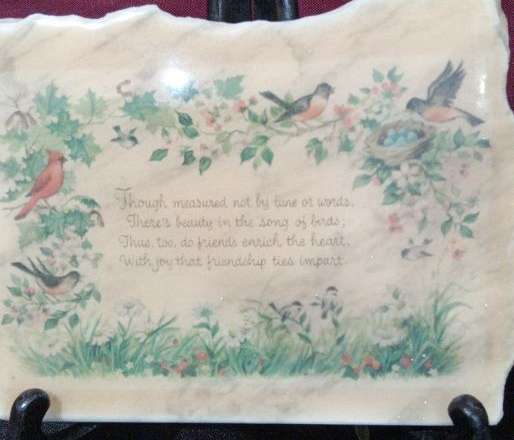 Though measured not by tune or words,
There's beauty in the song of birds;
Thus, too, do friends enrich the heart,
With joy that friendship ties impart